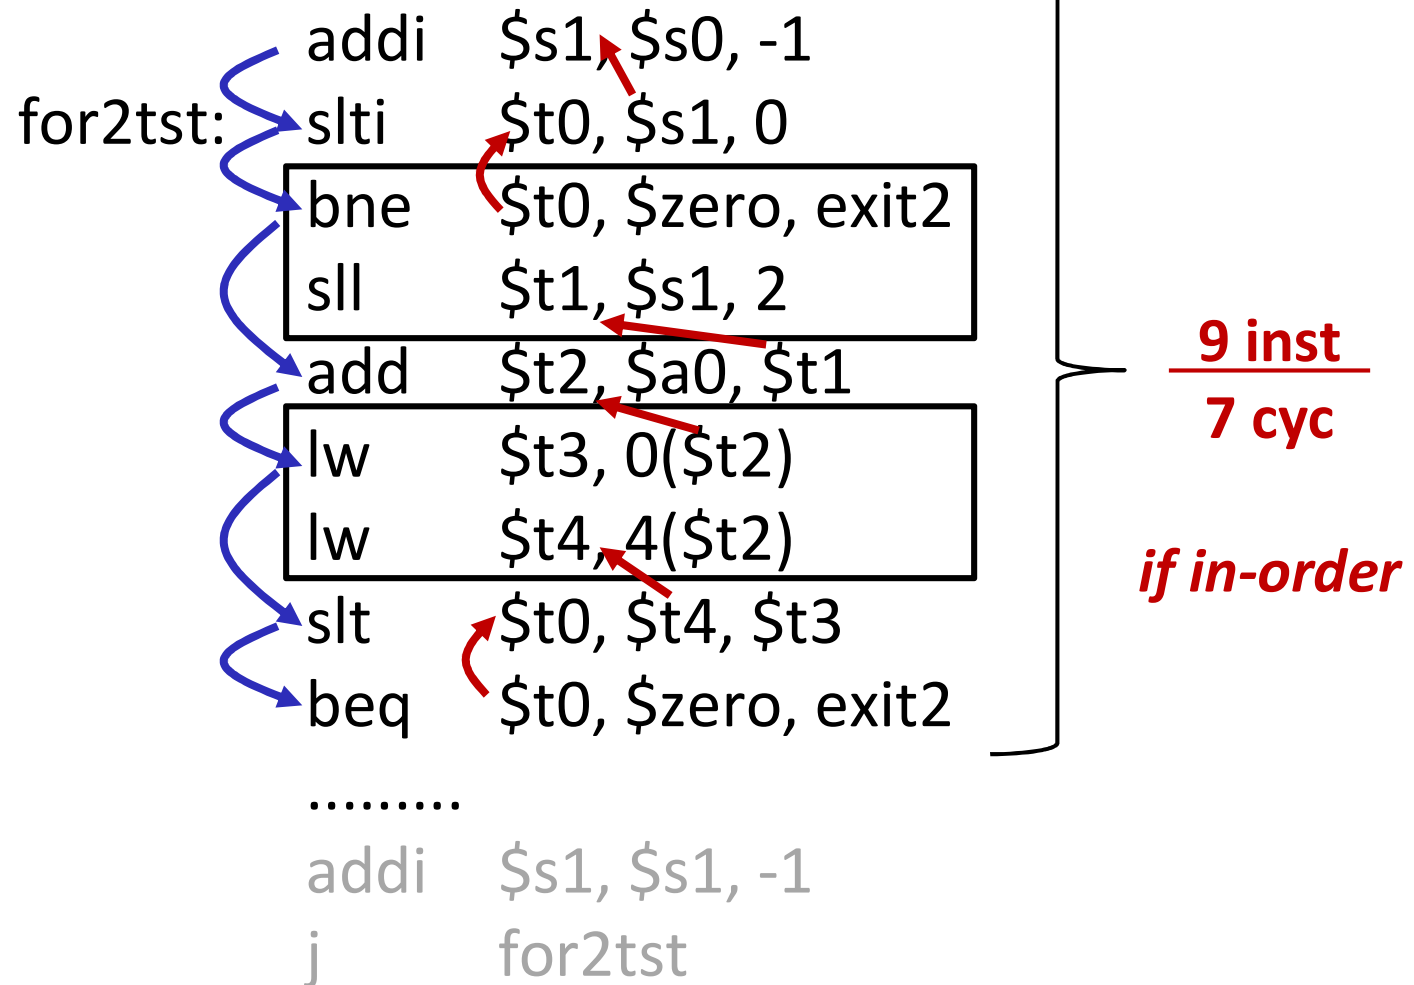 addi $s1, $s0, -1
for2tst: slti $t0, $s1, 0
bne $t0, $zero, exit2
sll $t1, $s1, 2
add $t2, $a0, $t1
lw $t3, 0($t2)
lw $t4, 4($t2)
slt $t0, $t4, $t3
beq $t0, $zero, exit2
.........
addi $s1, $s1, -1
j for2tst
9 inst
7 cyc
if in-order